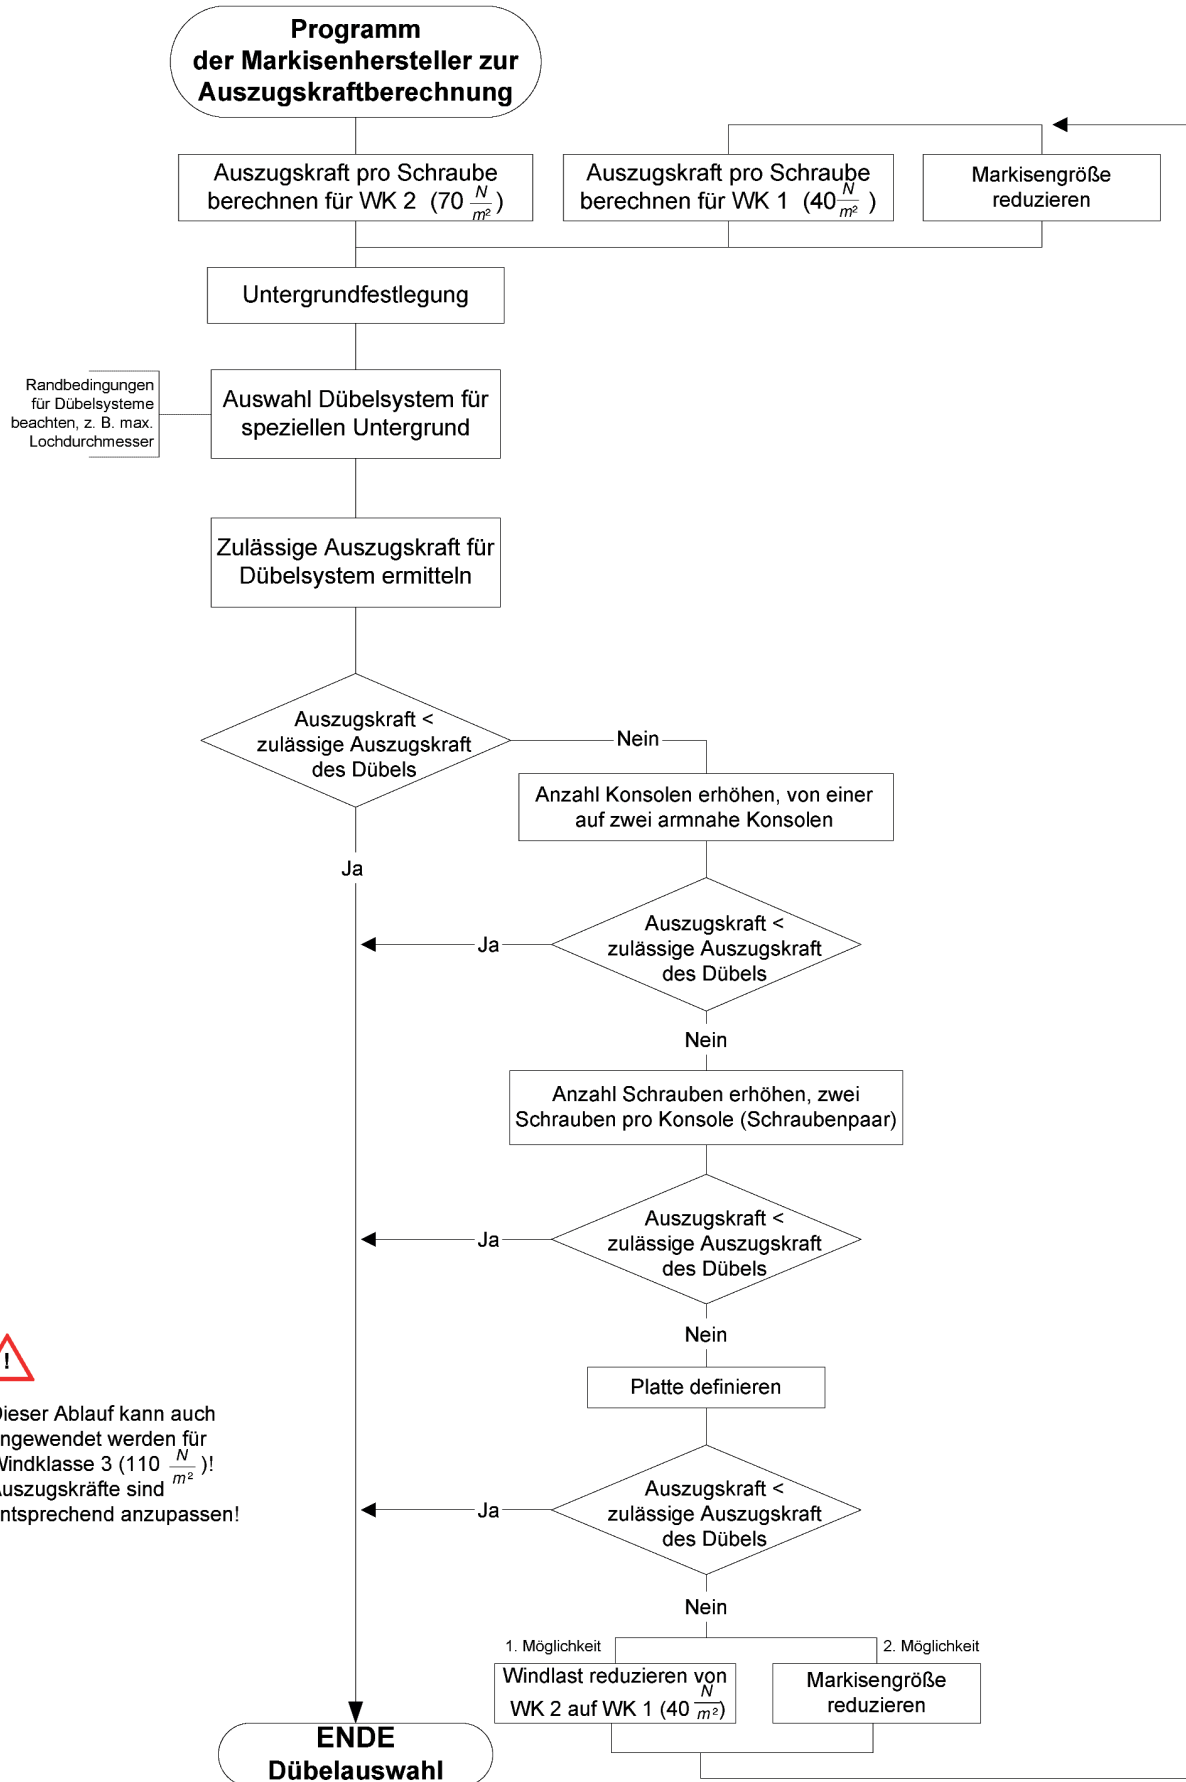 Programm
der Markisenhersteller zur
Auszugskraftberechnung
Auszugskraft pro Schraube
berechnen für WK 2 (70 N/m²)
Auszugskraft pro Schraube
berechnen für WK 1 (40 N/m² )
Markisengröße
reduzieren
Untergrundfestlegung
Randbedingungen
für Dübelsysteme
beachten, z. B. max.
Lochdurchmesser
Auswahl Dübelsystem für
speziellen Untergrund
Zulässige Auszugskraft für
Dübelsystem ermitteln
Auszugskraft <
zulässige Auszugskraft
des Dübels
Nein
Anzahl Konsolen erhöhen, von einer
auf zwei armnahe Konsolen
Ja
Auszugskraft <
zulässige Auszugskraft
des Dübels
Ja
Nein
Anzahl Schrauben erhöhen, zwei
Schrauben pro Konsole (Schraubenpaar)
Auszugskraft <
zulässige Auszugskraft
des Dübels
Ja
Nein
Platte definieren
!
Dieser Ablauf kann auch
angewendet werden für
Windklasse 3 (110 N/m² )!
Auszugskräfte sind
entsprechend anzupassen!
Auszugskraft <
zulässige Auszugskraft
des Dübels
Ja
Nein
1. Möglichkeit
2. Möglichkeit
Windlast reduzieren von
WK 2 auf WK 1 (40 N/m²)
Markisengröße
reduzieren
ENDE
Dübelauswahl